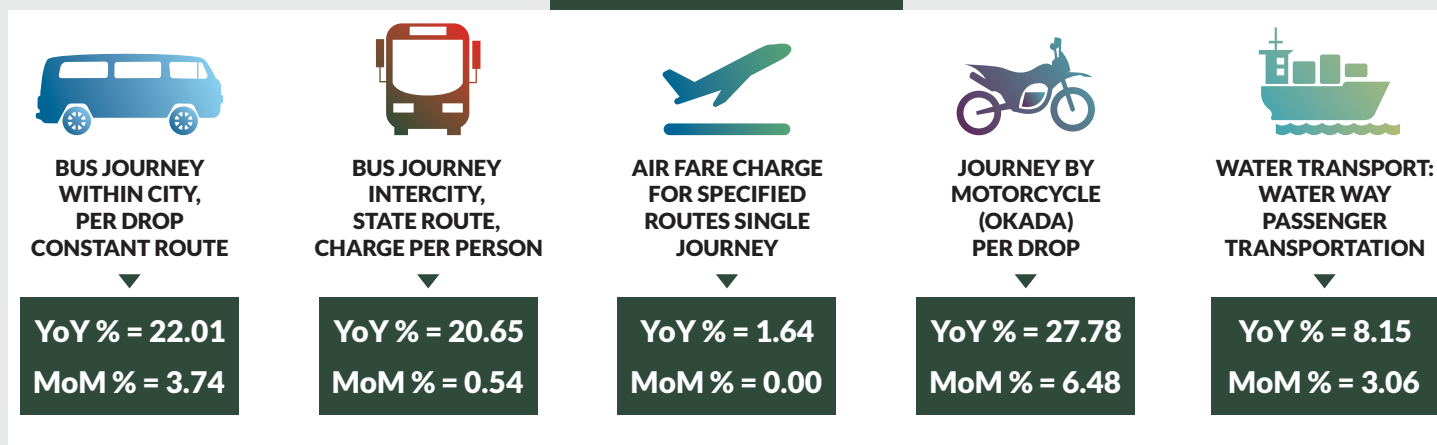 BUS JOURNEY
WITHIN CITY,
PER DROP
CONSTANT ROUTE
YoY % = 22.01
MoM % = 3.74
BUS JOURNEY
INTERCITY,
STATE ROUTE,
CHARGE PER PERSON
YoY % = 20.65
MoM % = 0.54
AIR FARE CHARGE
FOR SPECIFIED
ROUTES SINGLE
JOURNEY
YoY % = 1.64
MoM % = 0.00
JOURNEY BY
MOTORCYCLE
(OKADA)
PER DROP
YoY % = 27.78
MoM % = 6.48
WATER TRANSPORT:
WATER WAY
PASSENGER
TRANSPORTATION
YoY % = 8.15
MoM % = 3.06